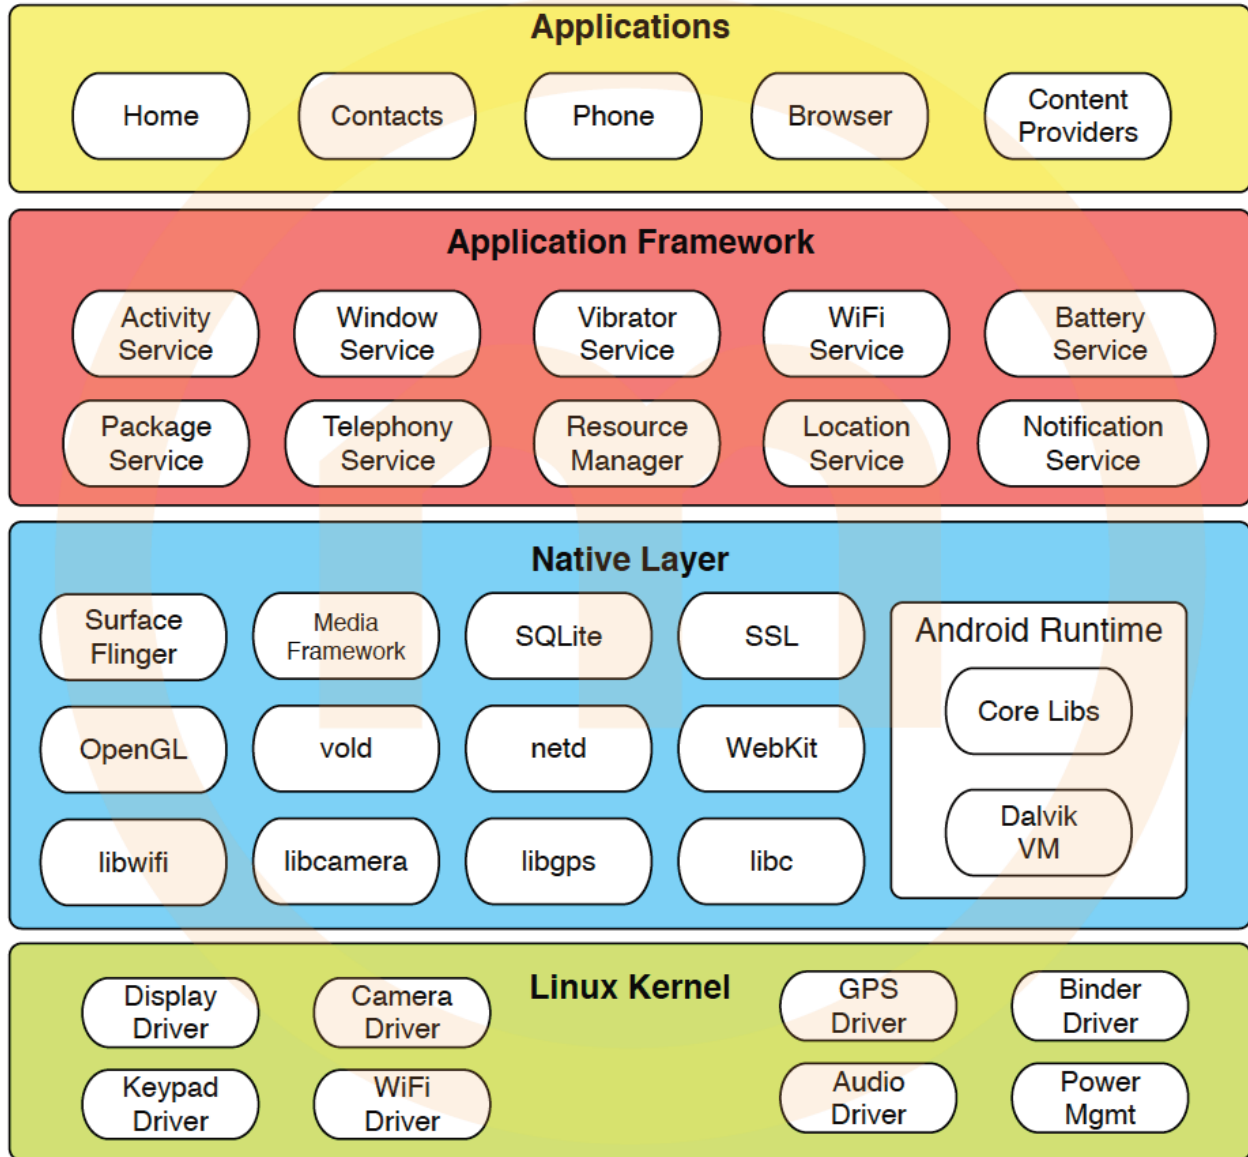 Applications
Home
Contacts
Phone
Browser
Content
Providers
Application Framework
Activity
Service
Window
Service
Vibrator
Service
WiFi
Service
Battery
Service
Package
Service
Telephony
Service
Resource
Manager
Location
Service
Notification
Service
Native Layer
Surface
Flinger
Media
Framework
SQLite
SSL
OpenGL
vold
netd
WebKit
libwifi
libcamera
libgps
libc
Android Runtime
Core Libs
Dalvik
VM
Linux Kernel
Display
Driver
Camera
Driver
GPS
Driver
Binder
Driver
Keypad
Driver
WiFi
Driver
Audio
Driver
Power
Mgmt